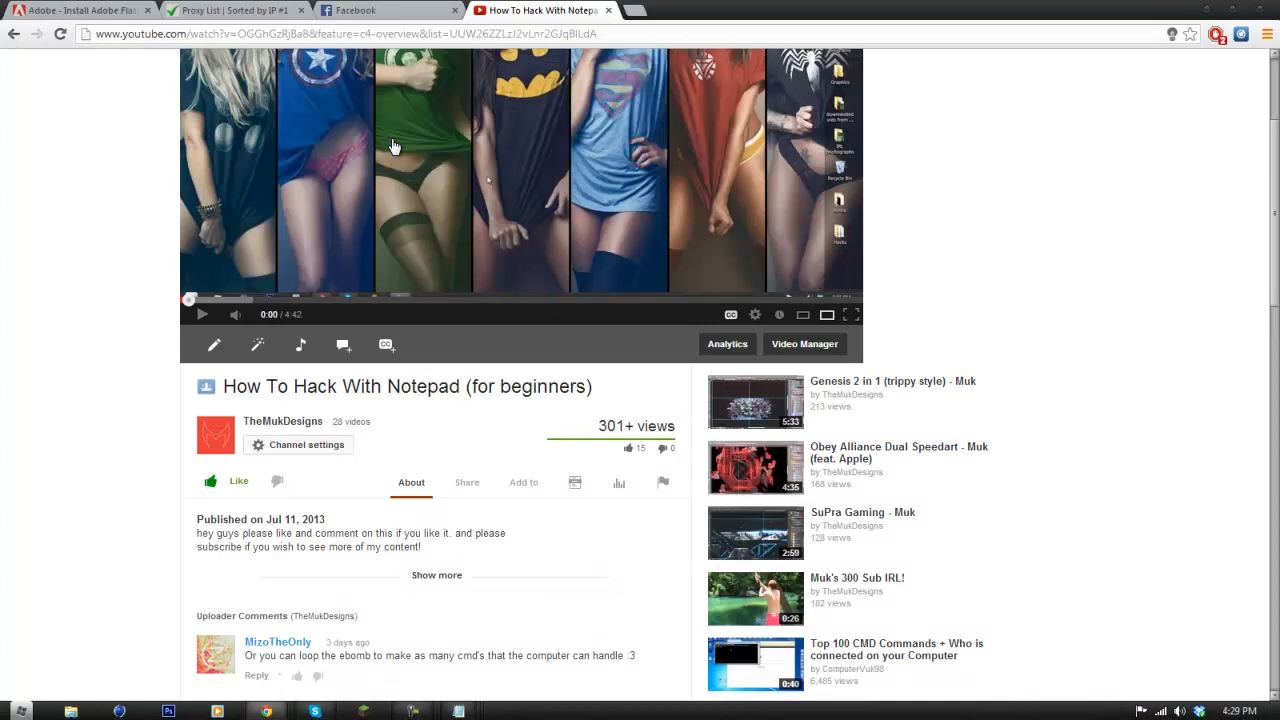 Adobe - Install Adobe Flas
Proxy List | Sorted by IP #1
Facebook
How To Hack With Notepa
www.youtube.com/watch?v=OGGhGzRjBa8&feature=c4-overview&list=UUW26ZZLzJ2vLnr2GJqBlLdA
2
Graphics
Recycle Bin
Hacks
0:00 / 4:42
CC
Analytics
Video Manager
How To Hack With Notepad (for beginners)
TheMukDesigns · 28 videos
Channel settings
301+ views
15
0
Like
About
Share
Add to
Published on Jul 11, 2013
hey guys please like and comment on this if you like it. and please
subscribe if you wish to see more of my content!
Show more
Uploader Comments (TheMukDesigns)
MizoTheOnly 3 days ago
Or you can loop the ebomb to make as many cmd's that the computer can handle :3
Reply ·
Genesis 2 in 1 (trippy style) - Muk
by TheMukDesigns
213 views
5:33
Obey Alliance Dual Speedart - Muk
(feat. Apple)
by TheMukDesigns
168 views
4:35
SuPra Gaming - Muk
by TheMukDesigns
128 views
2:59
Muk's 300 Sub IRL!
by TheMukDesigns
182 views
0:26
Top 100 CMD Commands + Who is
connected on your Computer
by ComputerVuk98
6,485 views
0:40
4:29 PM